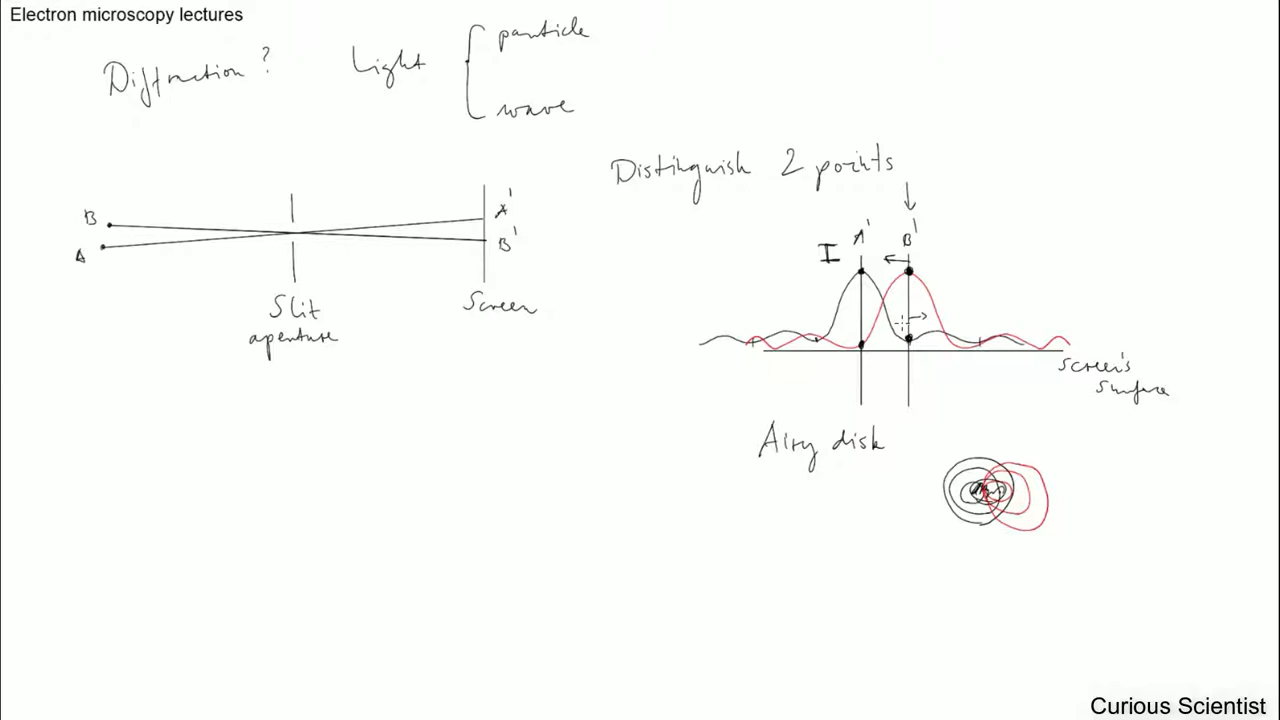 Electron microscopy lectures
Diffraction?
Light
particle
wave
Distinguish 2 points
B
A
A'
B'
Slit
aperture
Screen
I
A'
B'
Screen's
surface
Airy disk
Curious Scientist